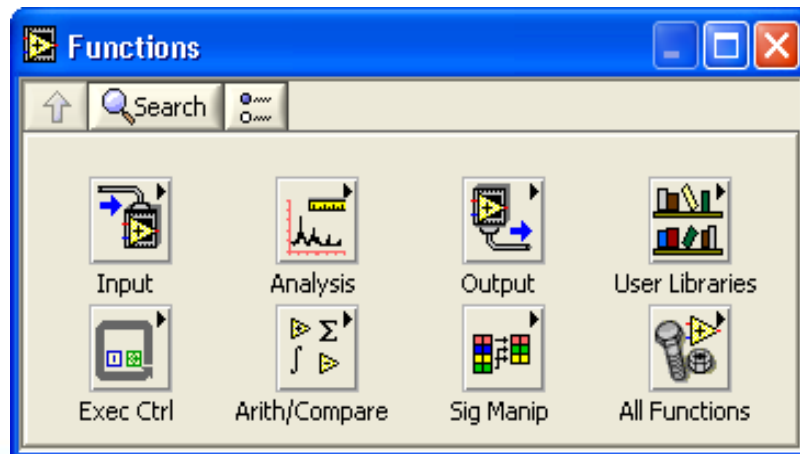 Functions
Search
Input Analysis Output User Libraries
Exec Ctrl Arith/Compare Sig Manip All Functions